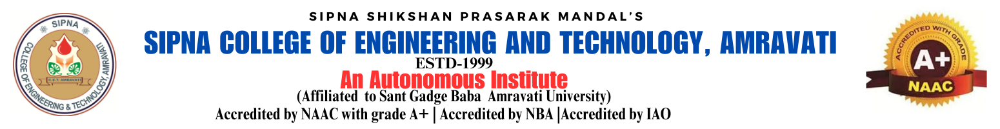 SIPNA SHIKSHAN PRASARAK MANDAL'S
SIPNA COLLEGE OF ENGINEERING AND TECHNOLOGY, AMRAVATI
ESTD-1999
An Autonomous Institute
(Affiliated to Sant Gadge Baba Amravati University)
Accredited by NAAC with grade A+ | Accredited by NBA |Accredited by IAO
SIPNA
COLLEGE OF ENGINEERING & TECHNOLOGY, AMRAVATI
C.E.T. AMRAVATI
ACCREDITED WITH GRADE
A+
NAAC